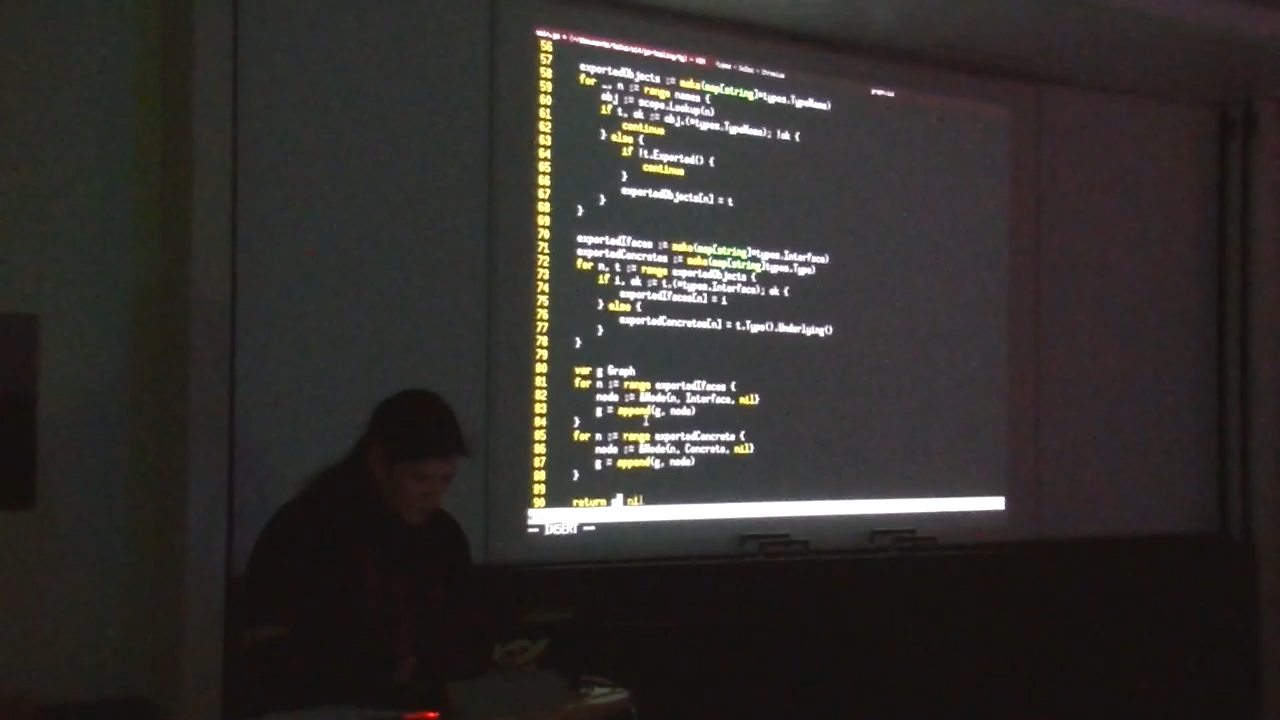 56
57
58 exportedObjects := make(map[string]*types.TypeName)
59 for _, n := range names {
60 obj := scope.Lookup(n)
61 if t, ok := obj.(*types.TypeName); !ok {
62 continue
63 } else {
64 if !t.Exported() {
65 continue
66 }
67 exportedObjects[n] = t
68 }
69 }
70
71 exportedIfaces := make(map[string]*types.Interface)
72 exportedConcretes := make(map[string]types.Type)
73 for n, t := range exportedObjects {
74 if i, ok := t.(*types.Interface); ok {
75 exportedIfaces[n] = i
76 } else {
77 exportedConcretes[n] = t.Type().Underlying()
78 }
79 }
80 var g Graph
81 for n := range exportedIfaces {
82 node := &Node{n, Interface, nil}
83 g = append(g, node)
84 }
85 for n := range exportedConcrete {
86 node := &Node{n, Concrete, nil}
87 g = append(g, node)
88 }
89
90 return nil
-- INSERT --